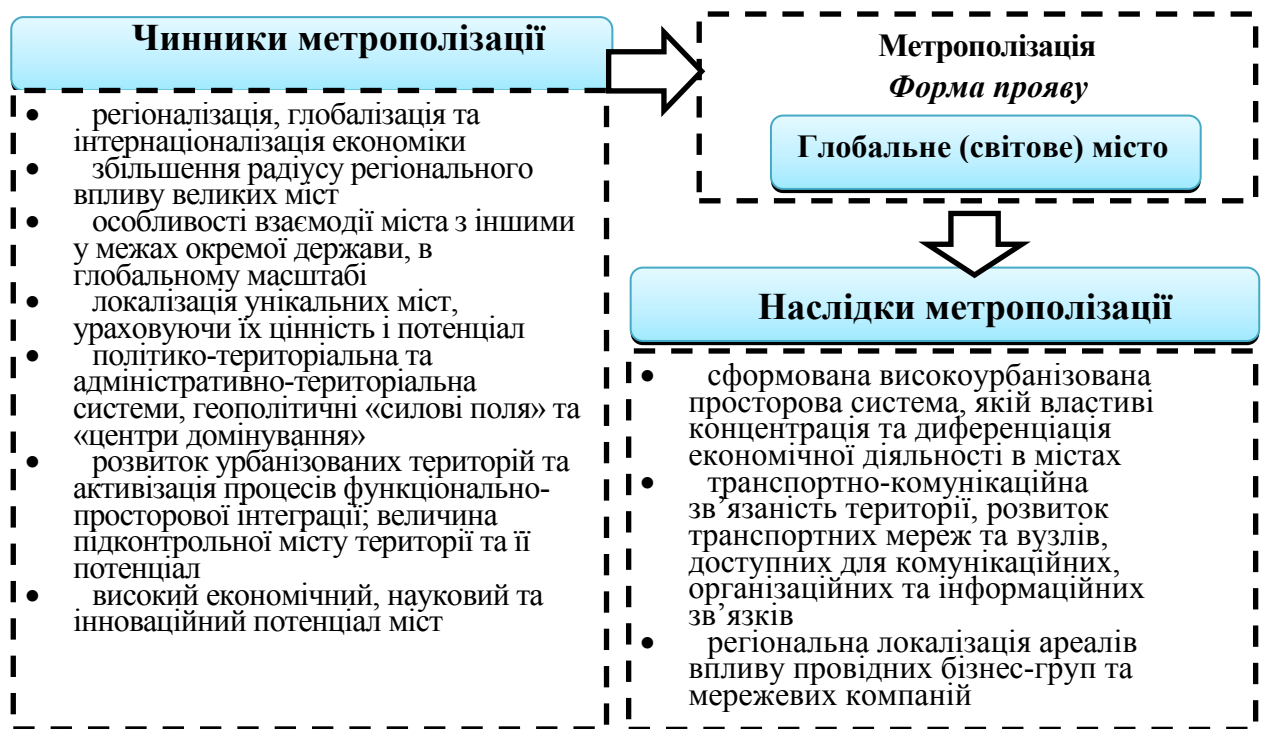 Чинники метрополізації
• регіоналізація, глобалізація та
інтернаціоналізація економіки
• збільшення радіусу регіонального
впливу великих міст
• особливості взаємодії міста з іншими
у межах окремої держави, в
глобальному масштабі
• локалізація унікальних міст,
ураховуючи їх цінність і потенціал
• політико-територіальна та
адміністративно-територіальна
системи, геополітичні «силові поля» та
«центри домінування»
• розвиток урбанізованих територій та
активізація процесів функціонально-
просторової інтеграції; величина
підконтрольної місту території та її
потенціал
• високий економічний, науковий та
інноваційний потенціал міст
Метрополізація
Форма прояву
Глобальне (світове) місто
Наслідки метрополізації
• сформована високоурбанізована
просторова система, якій властиві
концентрація та диференціація
економічної діяльності в містах
• транспортно-комунікаційна
зв’язаність території, розвиток
транспортних мереж та вузлів,
доступних для комунікаційних,
організаційних та інформаційних
зв’язків
• регіональна локалізація ареалів
впливу провідних бізнес-груп та
мережевих компаній